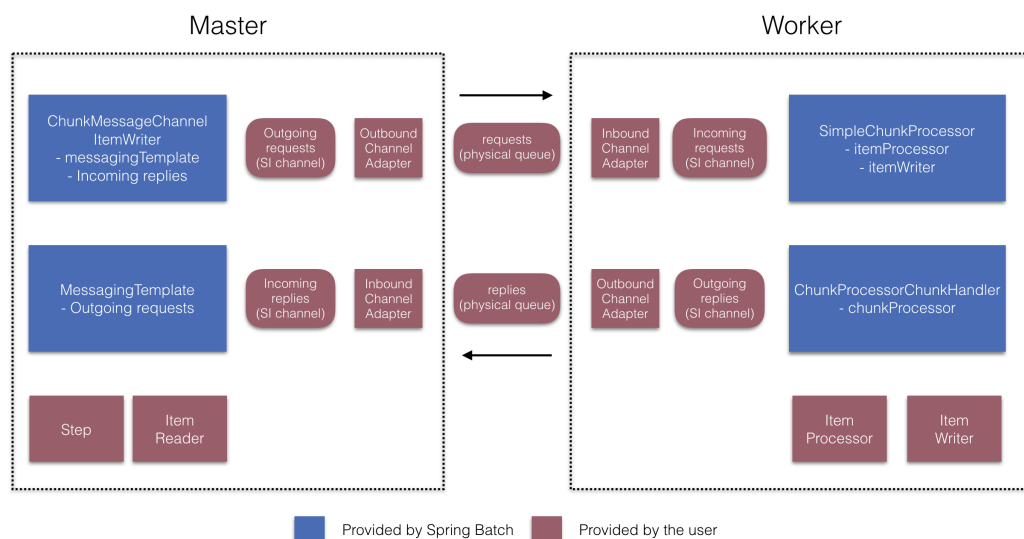 Master
Worker
ChunkMessageChannel
ItemWriter
- messagingTemplate
- Incoming replies
Outgoing
requests
(SI channel)
Outbound
Channel
Adapter
requests
(physical queue)
Inbound
Channel
Adapter
Incoming
requests
(SI channel)
SimpleChunkProcessor
- itemProcessor
- itemWriter
MessagingTemplate
- Outgoing requests
Incoming
replies
(SI channel)
Inbound
Channel
Adapter
replies
(physical queue)
Outbound
Channel
Adapter
Outgoing
replies
(SI channel)
ChunkProcessorChunkHandler
- chunkProcessor
Step
Item
Reader
Item
Processor
Item
Writer
Provided by Spring Batch
Provided by the user